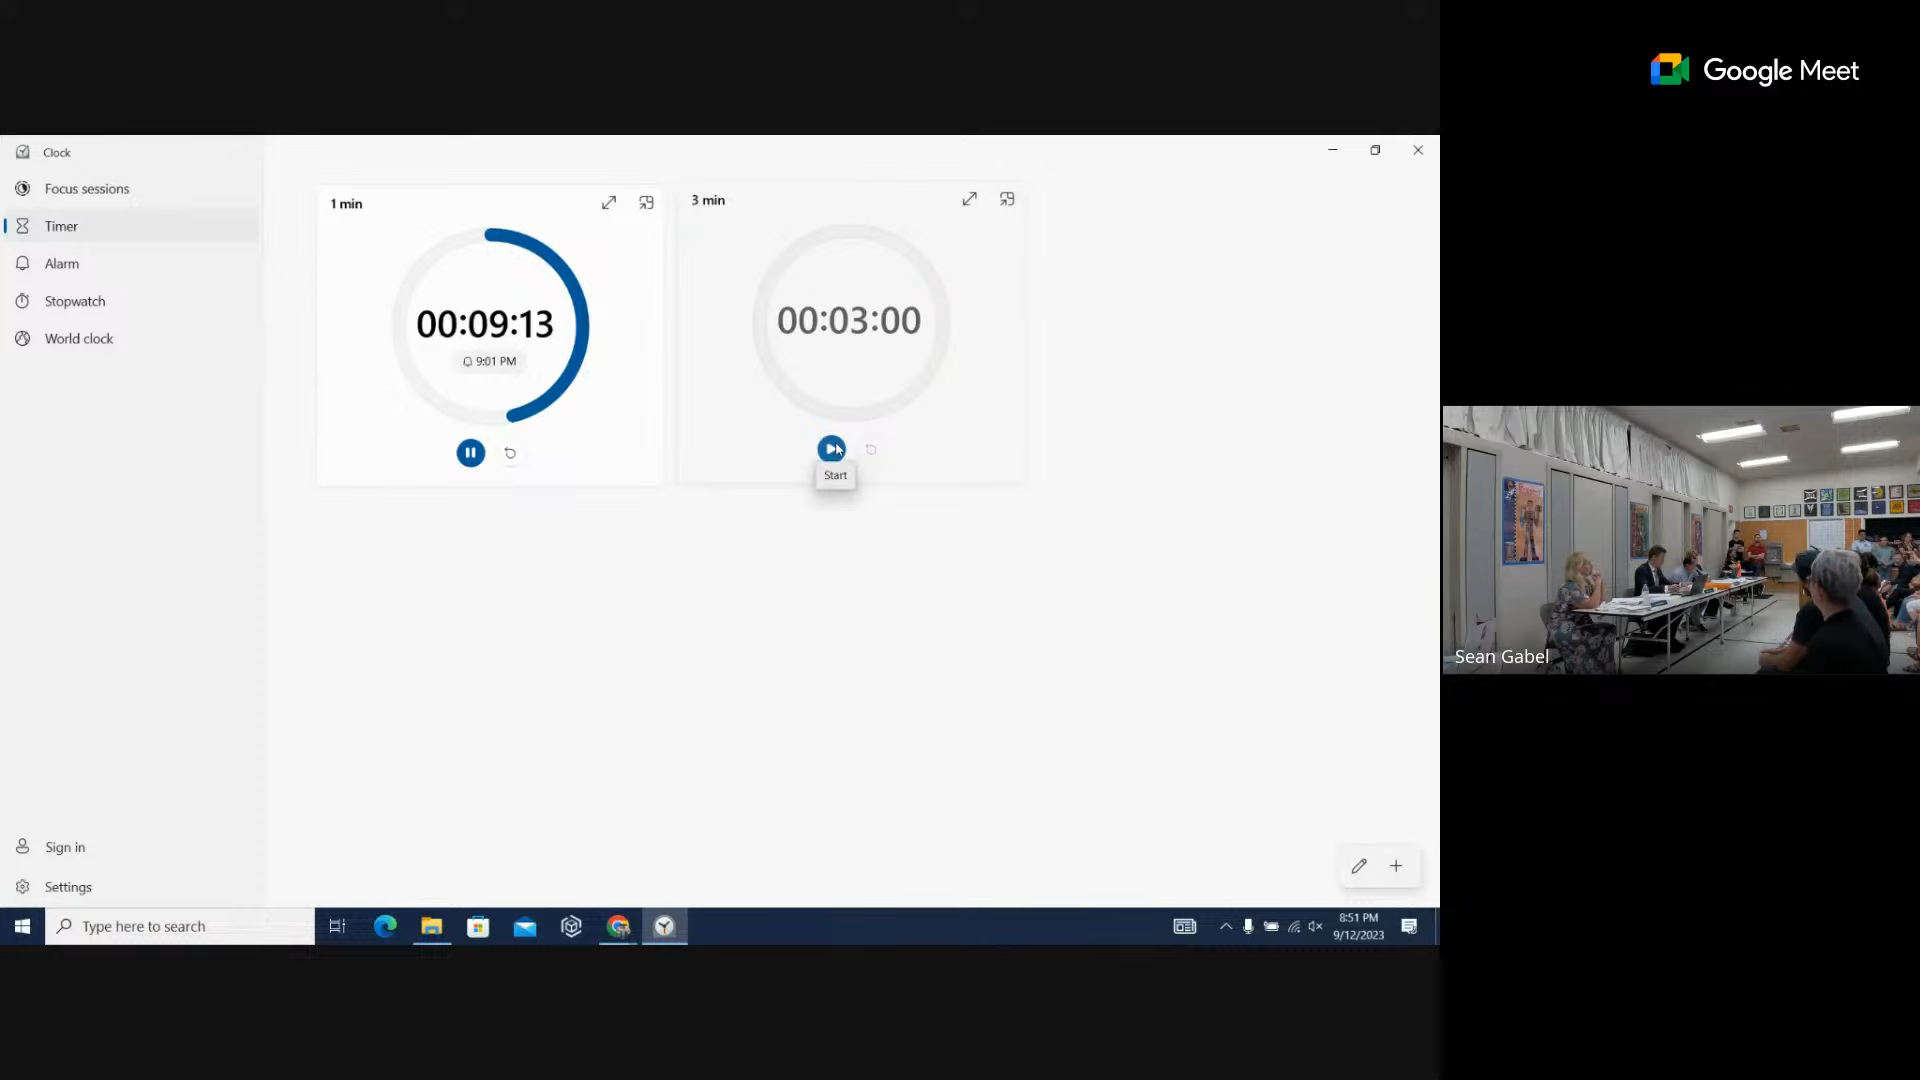 Google Meet
Clock
Focus sessions
Timer
Alarm
Stopwatch
World clock
1 min
00:09:13
9:01 PM
3 min
00:03:00
Start
Sean Gabel
Sign in
Settings
Type here to search
8:51 PM
9/12/2023